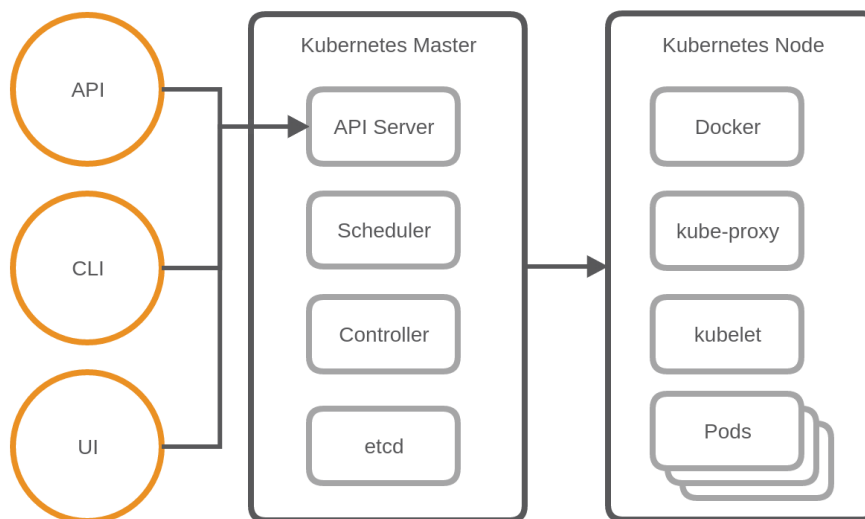 API
CLI
UI
Kubernetes Master
API Server
Scheduler
Controller
etcd
Kubernetes Node
Docker
kube-proxy
kubelet
Pods